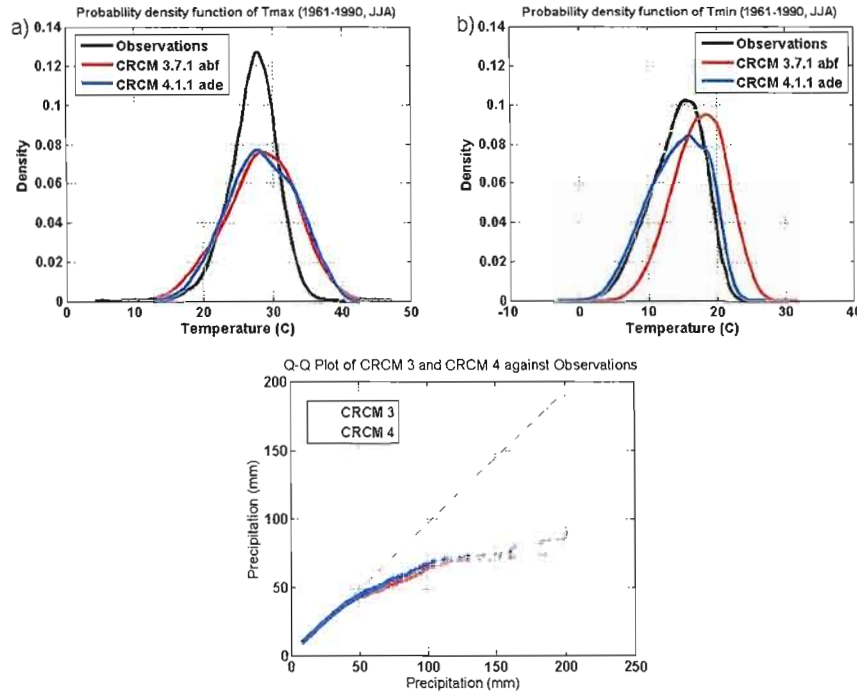 a)
Probability density function of Tmax (1961-1990, JJA)
Observations
CRCM 3.7.1 abf
CRCM 4.1.1 ade
Density
0.14
0.12
0.1
0.08
0.06
0.04
0.02
0
0 10 20 30 40 50
Temperature (C)
b)
Probability density function of Tmin (1961-1990, JJA)
Observations
CRCM 3.7.1 abf
CRCM 4.1.1 ade
Density
0.14
0.12
0.1
0.08
0.06
0.04
0.02
0
-10 0 10 20 30 40
Temperature (C)
Q-Q Plot of CRCM 3 and CRCM 4 against Observations
CRCM 3
CRCM 4
Precipitation (mm)
200
150
100
50
0
0 50 100 150 200 250
Precipitation (mm)